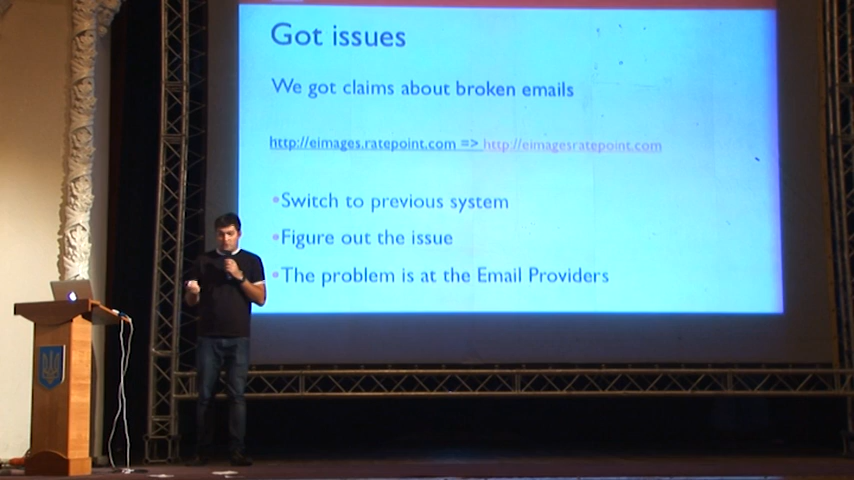 Got issues
We got claims about broken emails
http://eimages.ratepoint.com => http://eimagesratepoint.com
•Switch to previous system
•Figure out the issue
•The problem is at the Email Providers